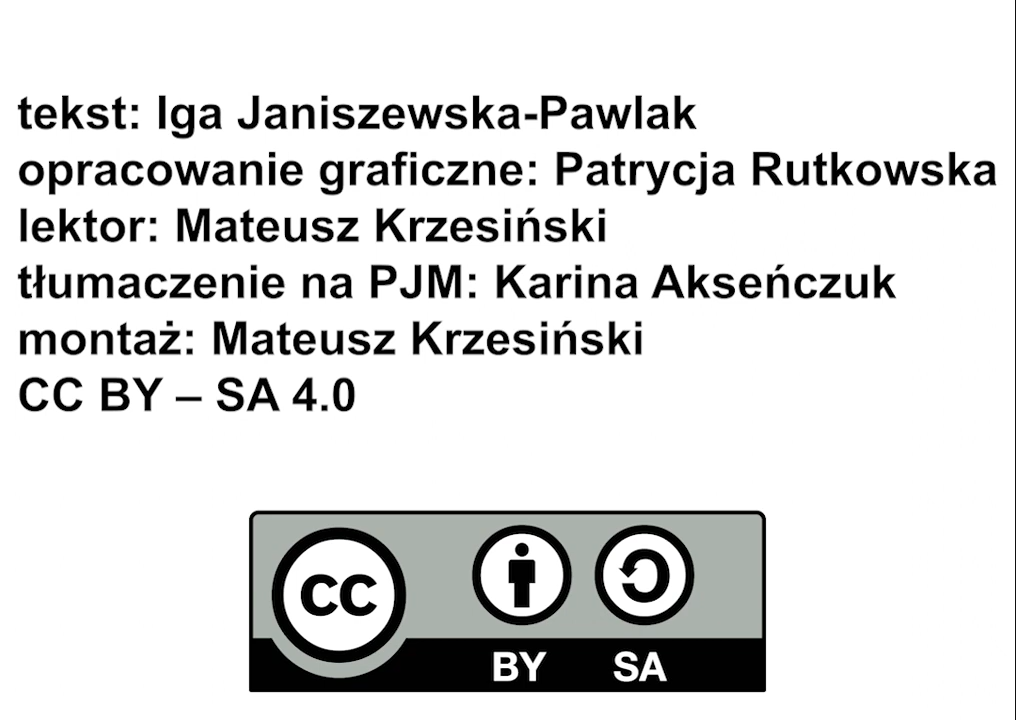 tekst: Iga Janiszewska-Pawlak
opracowanie graficzne: Patrycja Rutkowska
lektor: Mateusz Krzesiński
tłumaczenie na PJM: Karina Akseńczuk
montaż: Mateusz Krzesiński
CC BY – SA 4.0
CC
BY SA